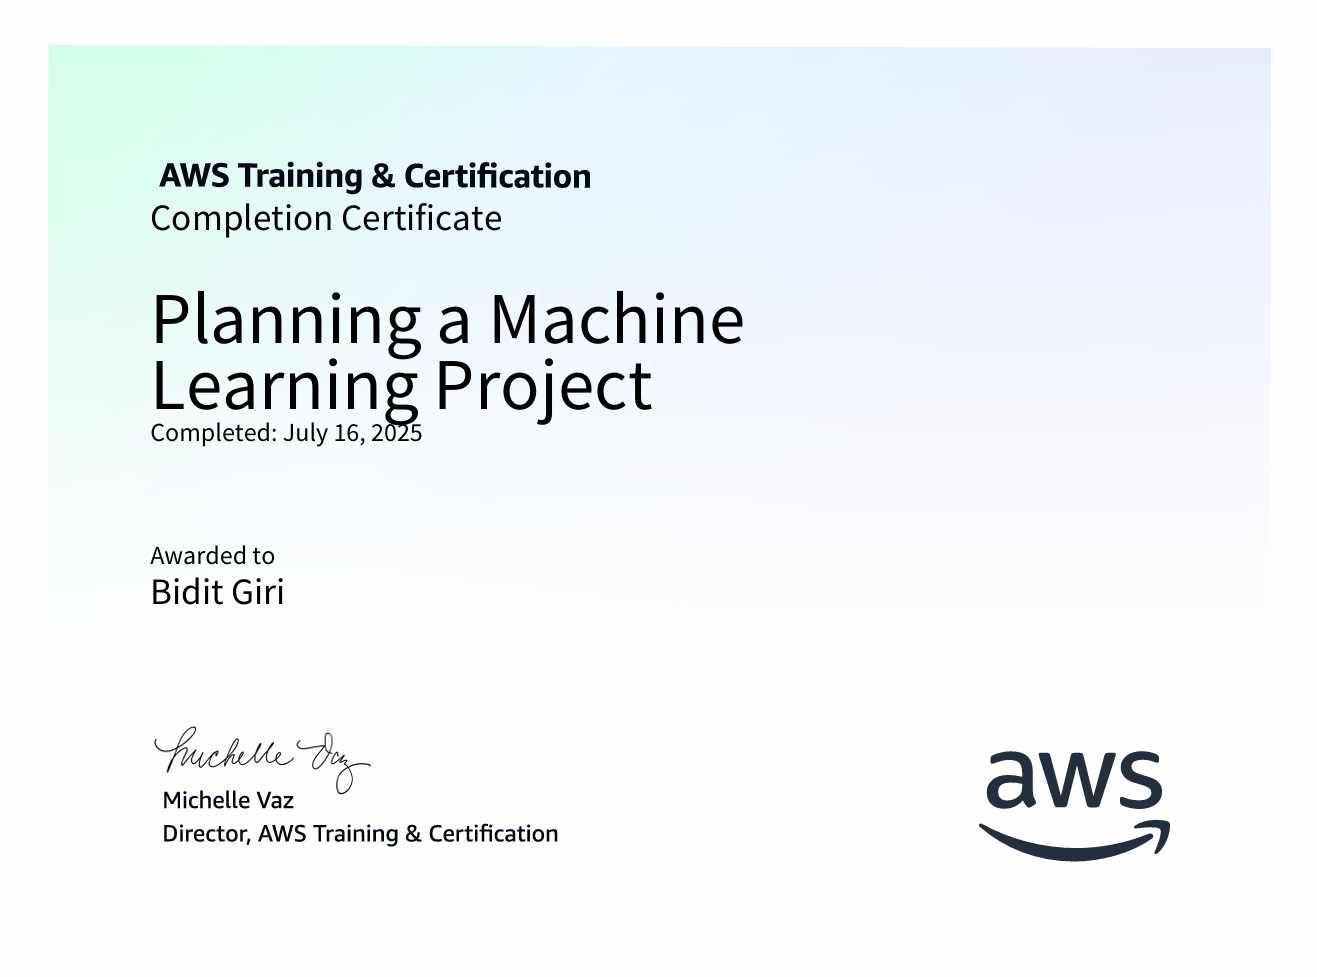 AWS Training & Certification
Completion Certificate
Planning a Machine
Learning Project
Completed: July 16, 2025
Awarded to
Bidit Giri
Michelle Vaz
Michelle Vaz
Director, AWS Training & Certification
aws